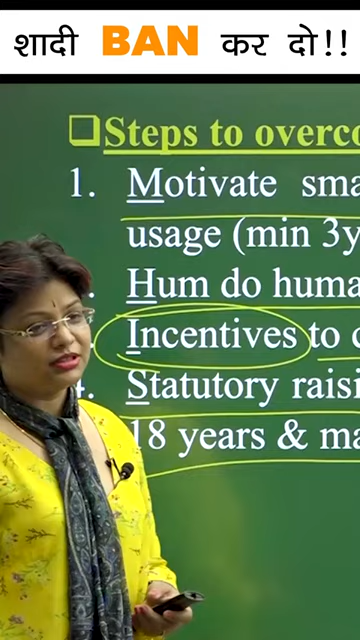 शादी BAN कर दो!!
❑Steps to overco
1. Motivate sma
usage (min 3y
. Hum do huma
Incentives to c
4. Statutory raisi
18 years & ma